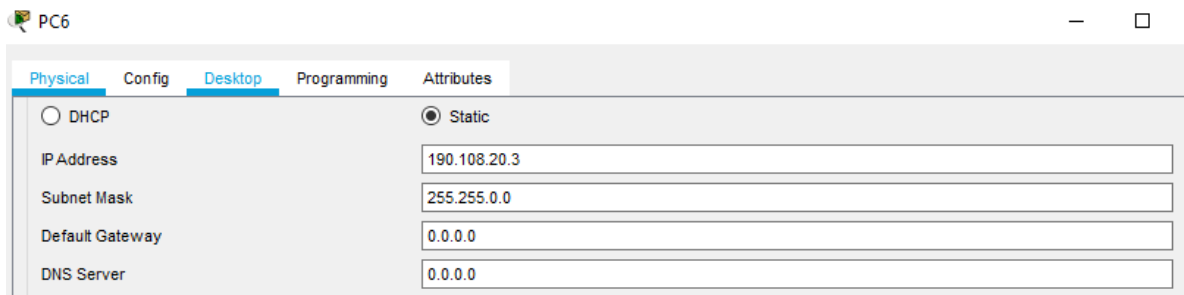 PC6
Physical Config Desktop Programming Attributes
DHCP Static
IP Address 190.108.20.3
Subnet Mask 255.255.0.0
Default Gateway 0.0.0.0
DNS Server 0.0.0.0